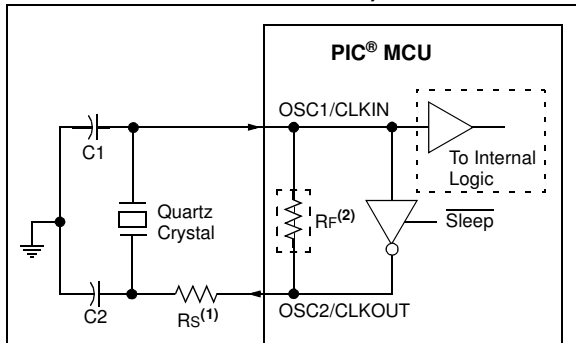 PIC® MCU
OSC1/CLKIN
C1
To Internal
Logic
Quartz
Crystal
RF(2)
Sleep
C2
RS(1)
OSC2/CLKOUT